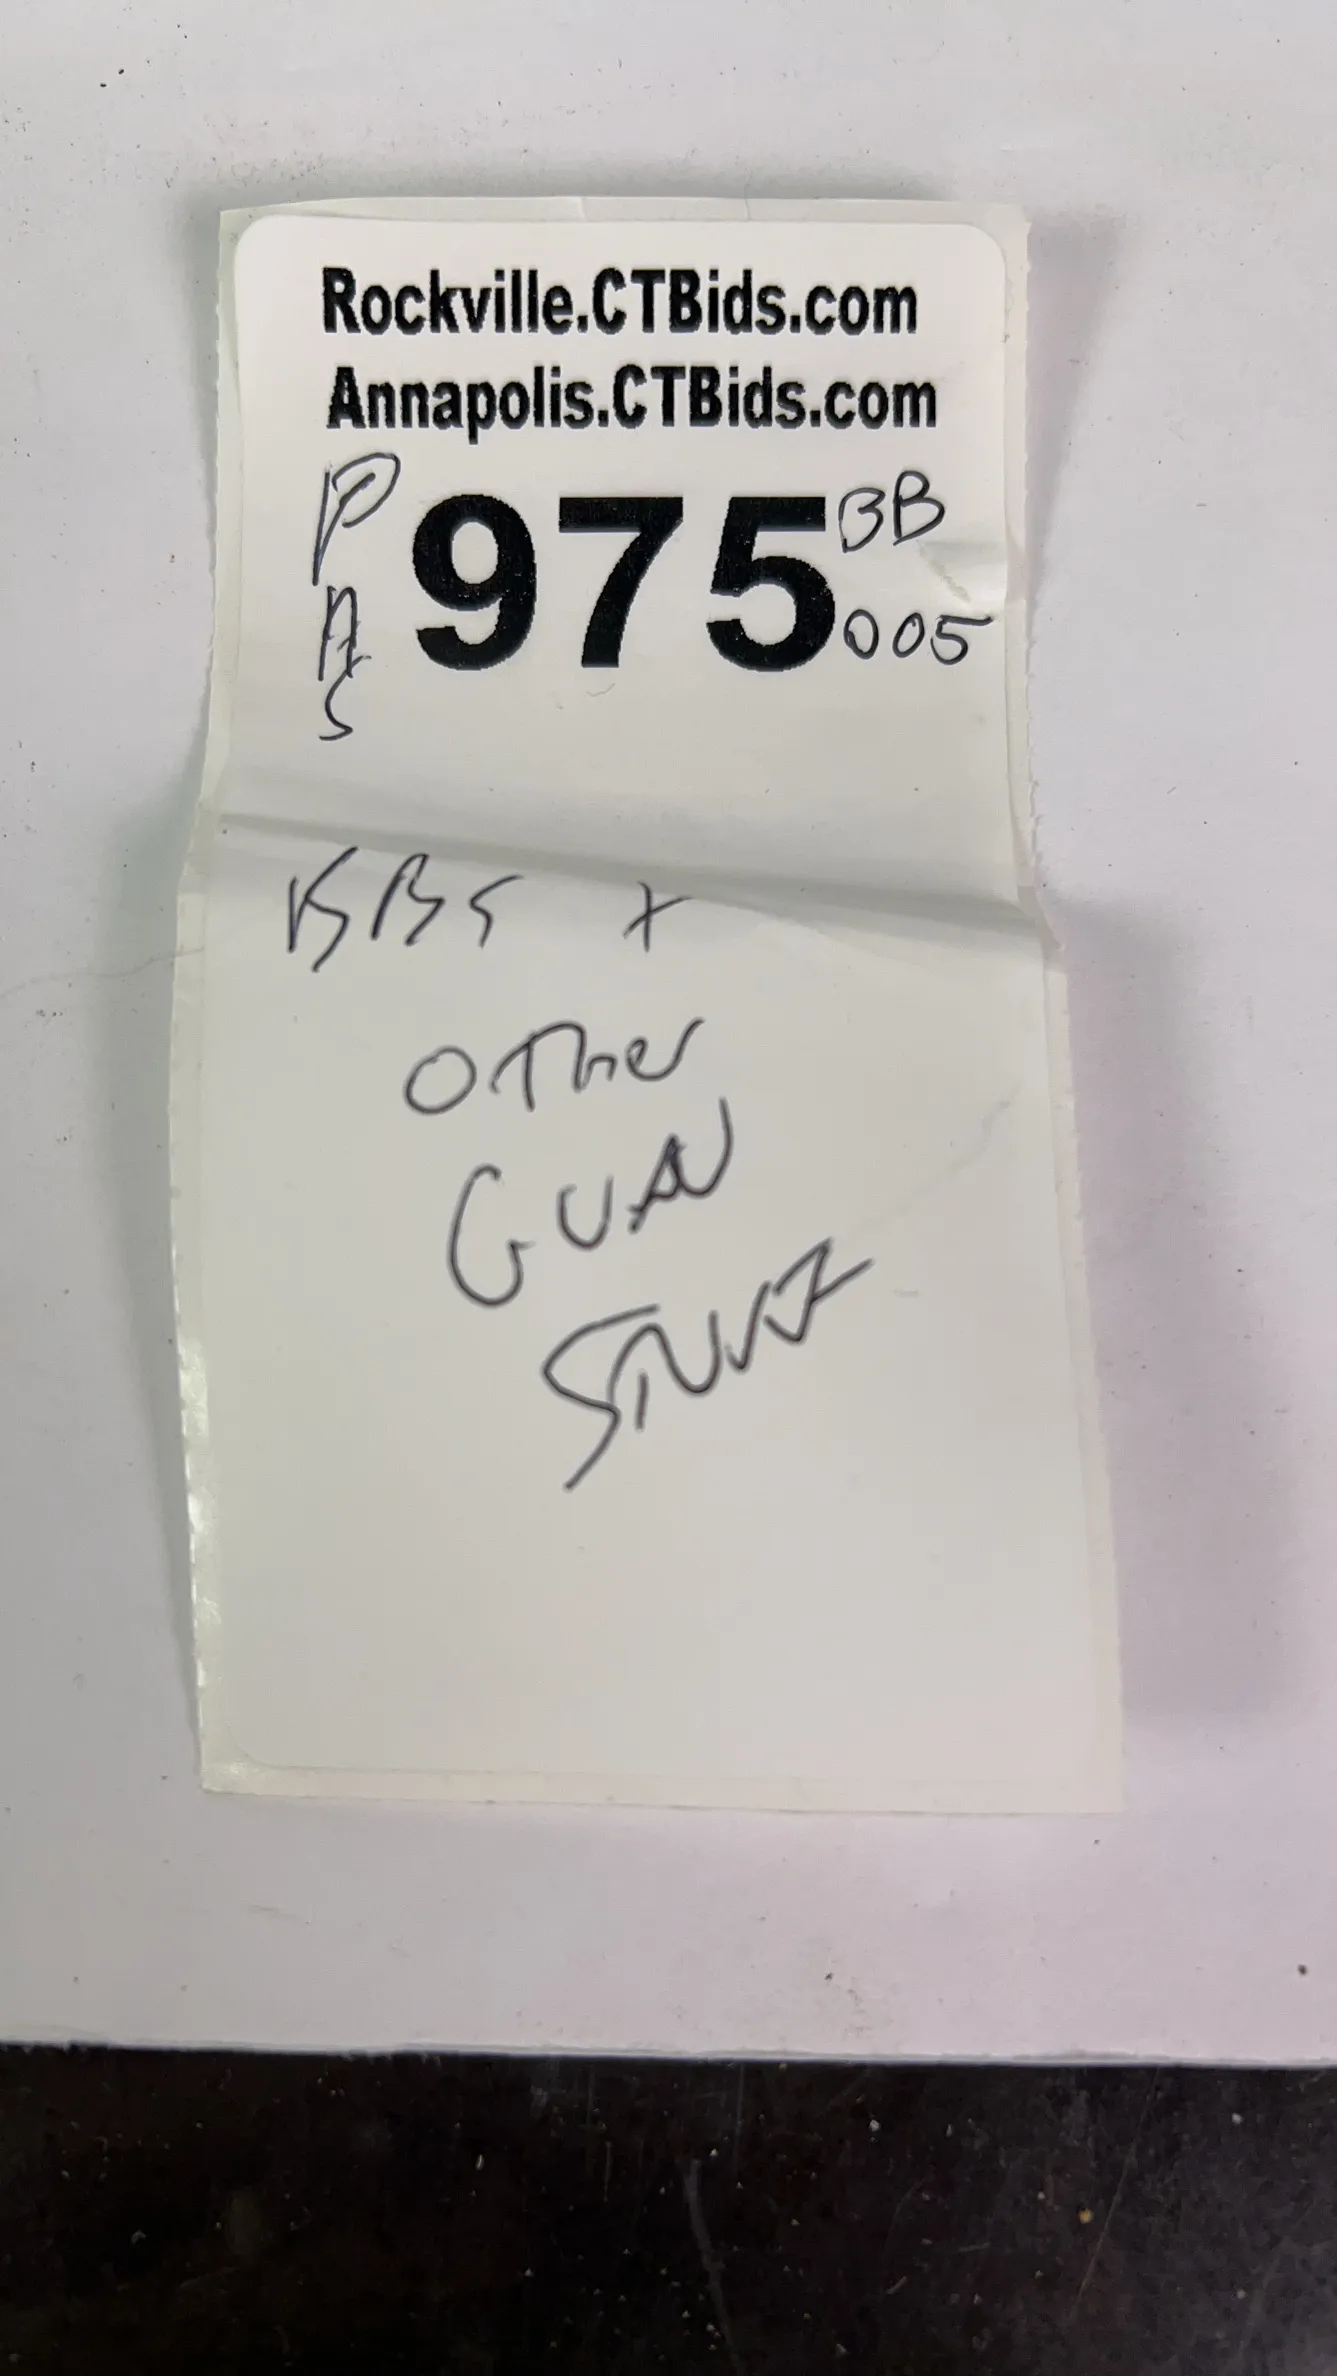 Rockville.CTBids.com
Annapolis.CTBids.com
975 BB
005
BBS +
OTher
GUN
STUFF